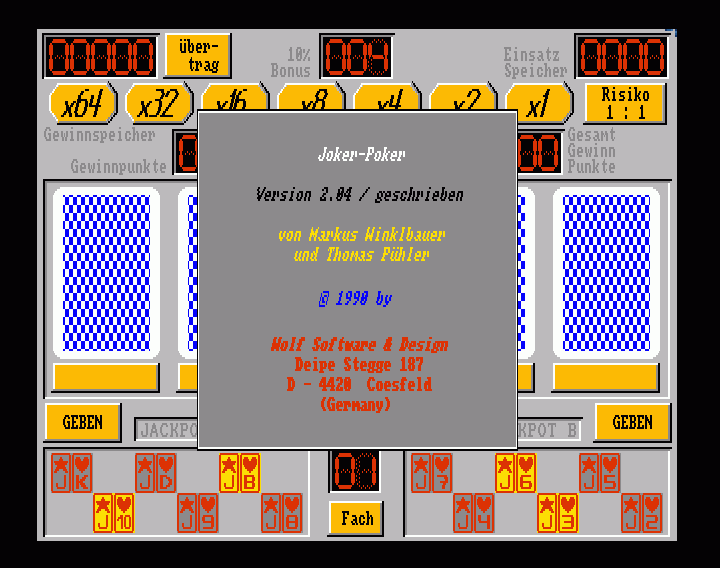 00000
über-
trag
10%
Bonus
004
Einsatz
Speicher
0000
x64
x32
x16
x8
x4
x2
x1
Risiko
1 : 1
Gewinnspeicher
Gewinnpunkte
Gesamt
Gewinn
Punkte
Joker-Poker
Version 2.04 / geschrieben
von Markus Winklbauer
und Thomas Pühler
@ 1990 by
Wolf Software & Design
Deipe Stegge 187
D - 4420 Coesfeld
(Germany)
GEBEN
JACKPO
KPOT B
GEBEN
J K
J D
J B
J 10
J 9
J 8
01
Fach
J 7
J 6
J 5
J 4
J 3
J 2